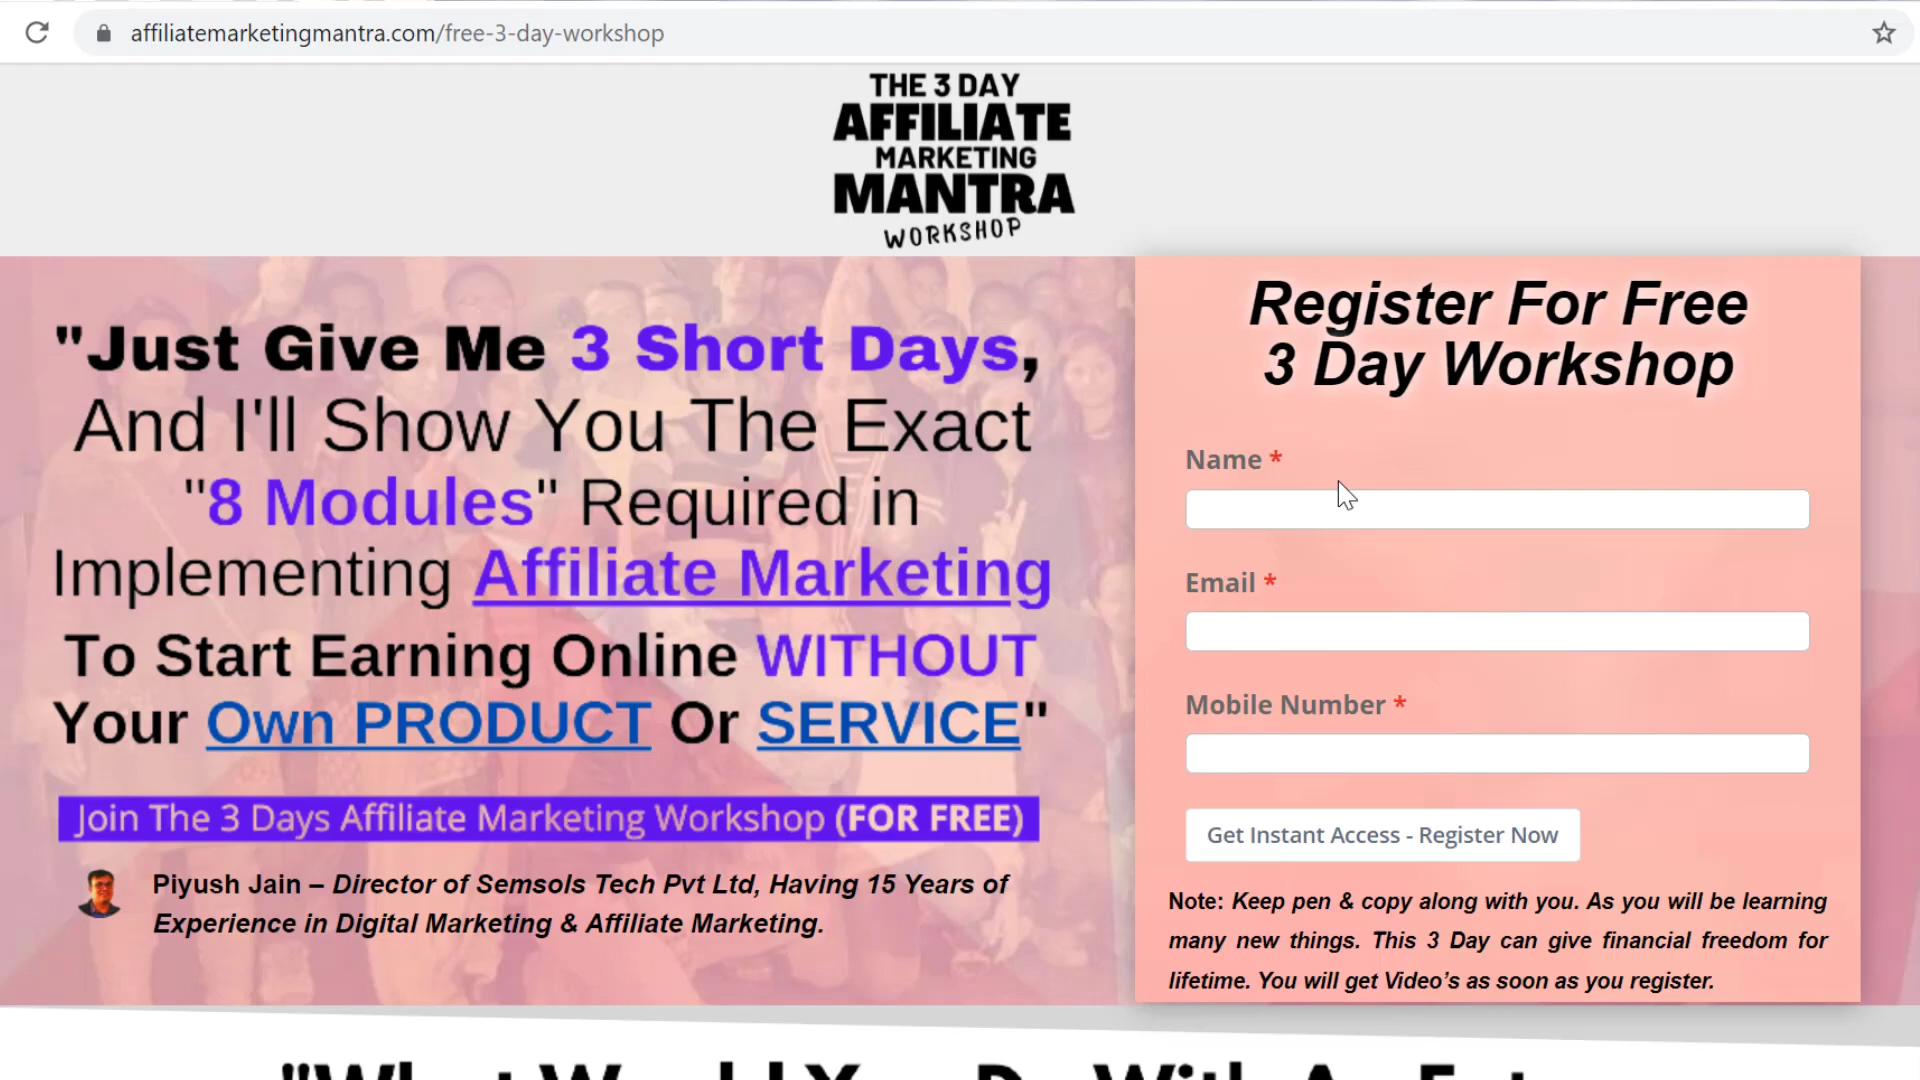 affiliatemarketingmantra.com/free-3-day-workshop
THE 3 DAY
AFFILIATE
MARKETING
MANTRA
WORKSHOP
"Just Give Me 3 Short Days,
And I'll Show You The Exact
"8 Modules" Required in
Implementing Affiliate Marketing
To Start Earning Online WITHOUT
Your Own PRODUCT Or SERVICE"
Join The 3 Days Affiliate Marketing Workshop (FOR FREE)
Piyush Jain – Director of Semsols Tech Pvt Ltd, Having 15 Years of
Experience in Digital Marketing & Affiliate Marketing.
Register For Free
3 Day Workshop
Name *
Email *
Mobile Number *
Get Instant Access - Register Now
Note: Keep pen & copy along with you. As you will be learning
many new things. This 3 Day can give financial freedom for
lifetime. You will get Video’s as soon as you register.
"What Would You Do With An